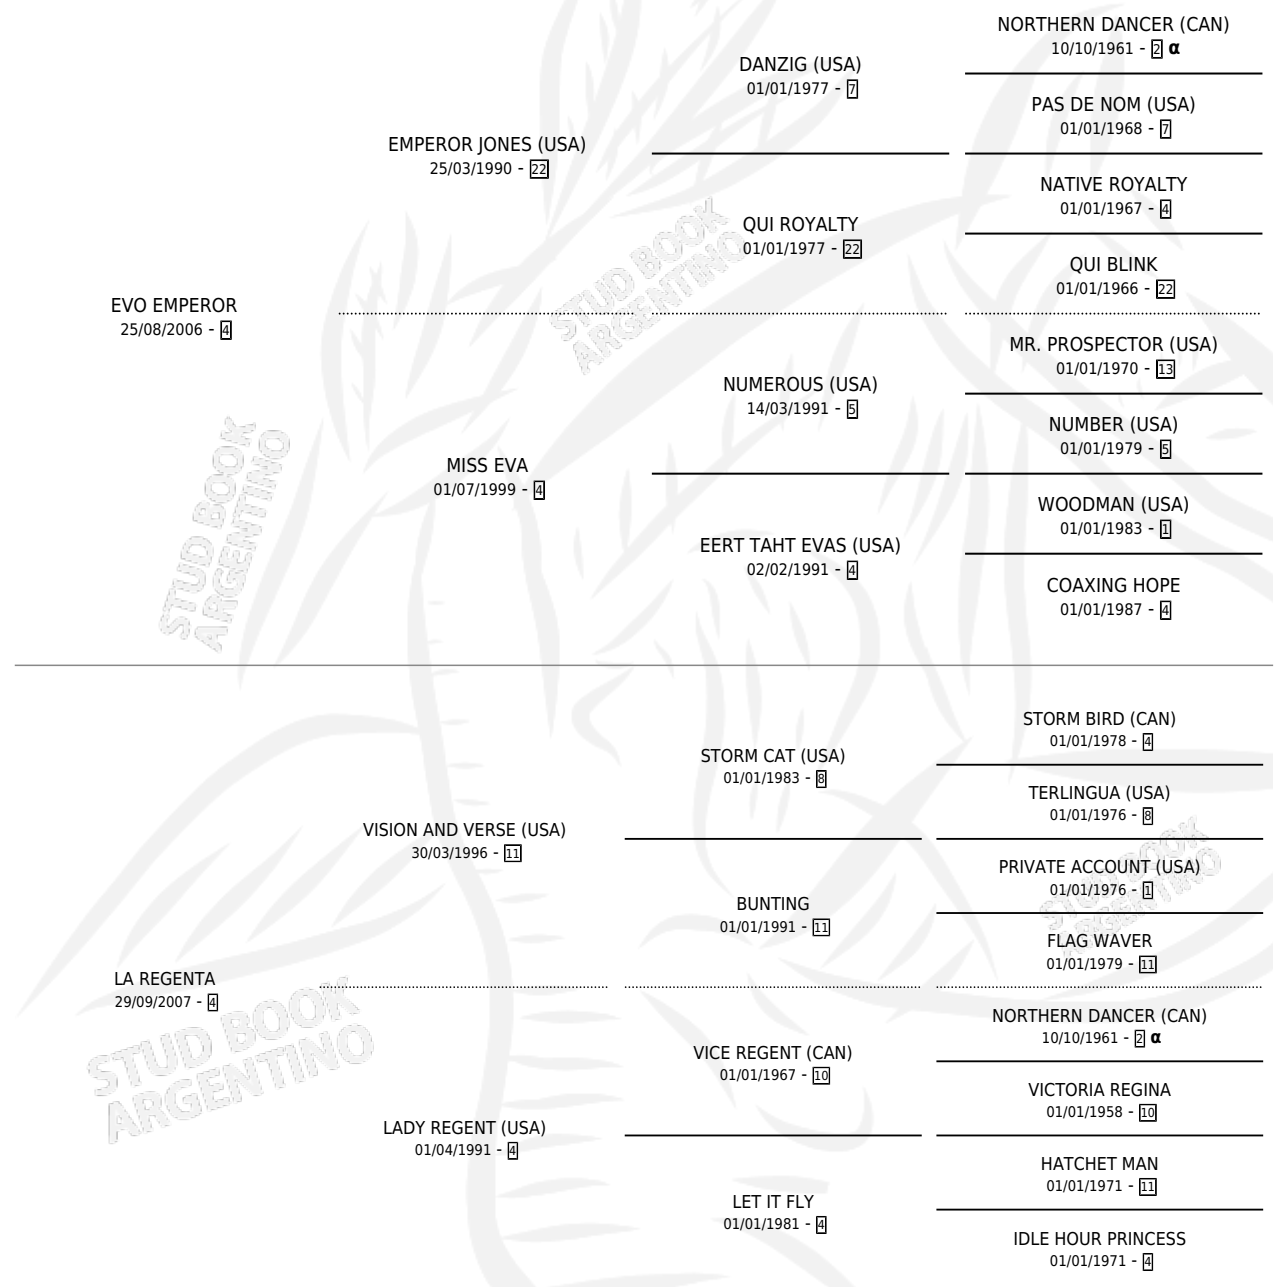 NORTHERN DANCER (CAN)
10/10/1961 - 2 α
DANZIG (USA)
01/01/1977 - 7
PAS DE NOM (USA)
01/01/1968 - 7
EMPEROR JONES (USA)
25/03/1990 - 22
NATIVE ROYALTY
01/01/1967 - 4
QUI ROYALTY
01/01/1977 - 22
QUI BLINK
01/01/1966 - 22
EVO EMPEROR
25/08/2006 - 4
MR. PROSPECTOR (USA)
01/01/1970 - 13
NUMEROUS (USA)
14/03/1991 - 5
NUMBER (USA)
01/01/1979 - 5
MISS EVA
01/07/1999 - 4
WOODMAN (USA)
01/01/1983 - 1
EERT TAHT EVAS (USA)
02/02/1991 - 4
COAXING HOPE
01/01/1987 - 4
STUD BOOK
ARGENTINO
STUD BOOK
ARGENTINO
STORM BIRD (CAN)
01/01/1978 - 4
STORM CAT (USA)
01/01/1983 - 8
TERLINGUA (USA)
01/01/1976 - 8
VISION AND VERSE (USA)
30/03/1996 - 11
PRIVATE ACCOUNT (USA)
01/01/1976 - 1
BUNTING
01/01/1991 - 11
FLAG WAVER
01/01/1979 - 11
LA REGENTA
29/09/2007 - 4
NORTHERN DANCER (CAN)
10/10/1961 - 2 α
VICE REGENT (CAN)
01/01/1967 - 10
VICTORIA REGINA
01/01/1958 - 10
LADY REGENT (USA)
01/04/1991 - 4
HATCHET MAN
01/01/1971 - 11
LET IT FLY
01/01/1981 - 4
IDLE HOUR PRINCESS
01/01/1971 - 4
STUD BOOK
ARGENTINO
STUD BOOK
ARGENTINO